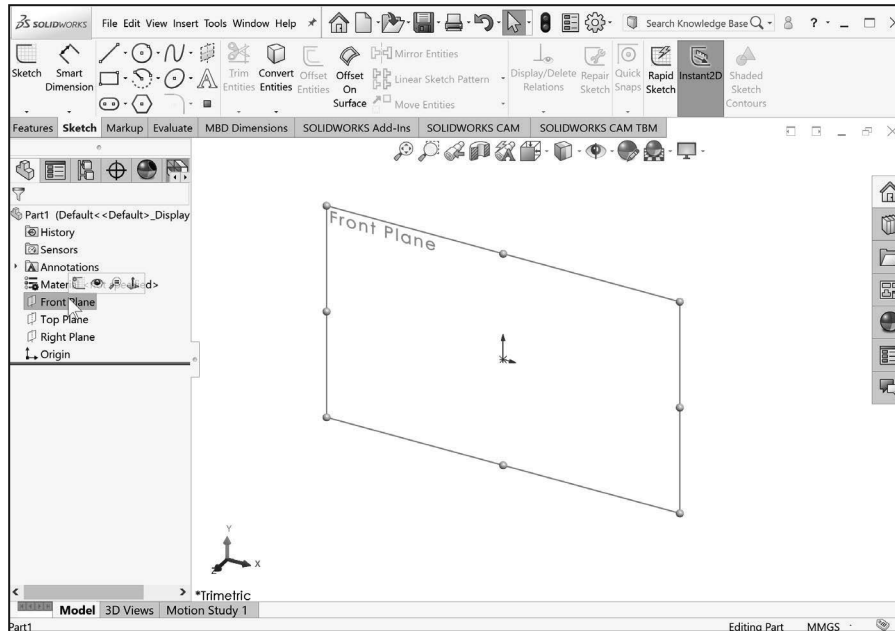 SOLIDWORKS File Edit View Insert Tools Window Help Search Knowledge Base ?
Sketch Smart Dimension Trim Entities Convert Entities Offset Entities Offset On Surface Mirror Entities Linear Sketch Pattern Move Entities Display/Delete Relations Repair Sketch Quick Snaps Rapid Sketch Instant2D Shaded Sketch Contours
Features Sketch Markup Evaluate MBD Dimensions SOLIDWORKS Add-Ins SOLIDWORKS CAM SOLIDWORKS CAM TBM
Part1 (Default<<Default>_Display
History
Sensors
Annotations
Front Plane
Top Plane
Right Plane
Origin
Front Plane
Y
X
Z
*Trimetric
Model 3D Views Motion Study 1
Part1 Editing Part MMGS